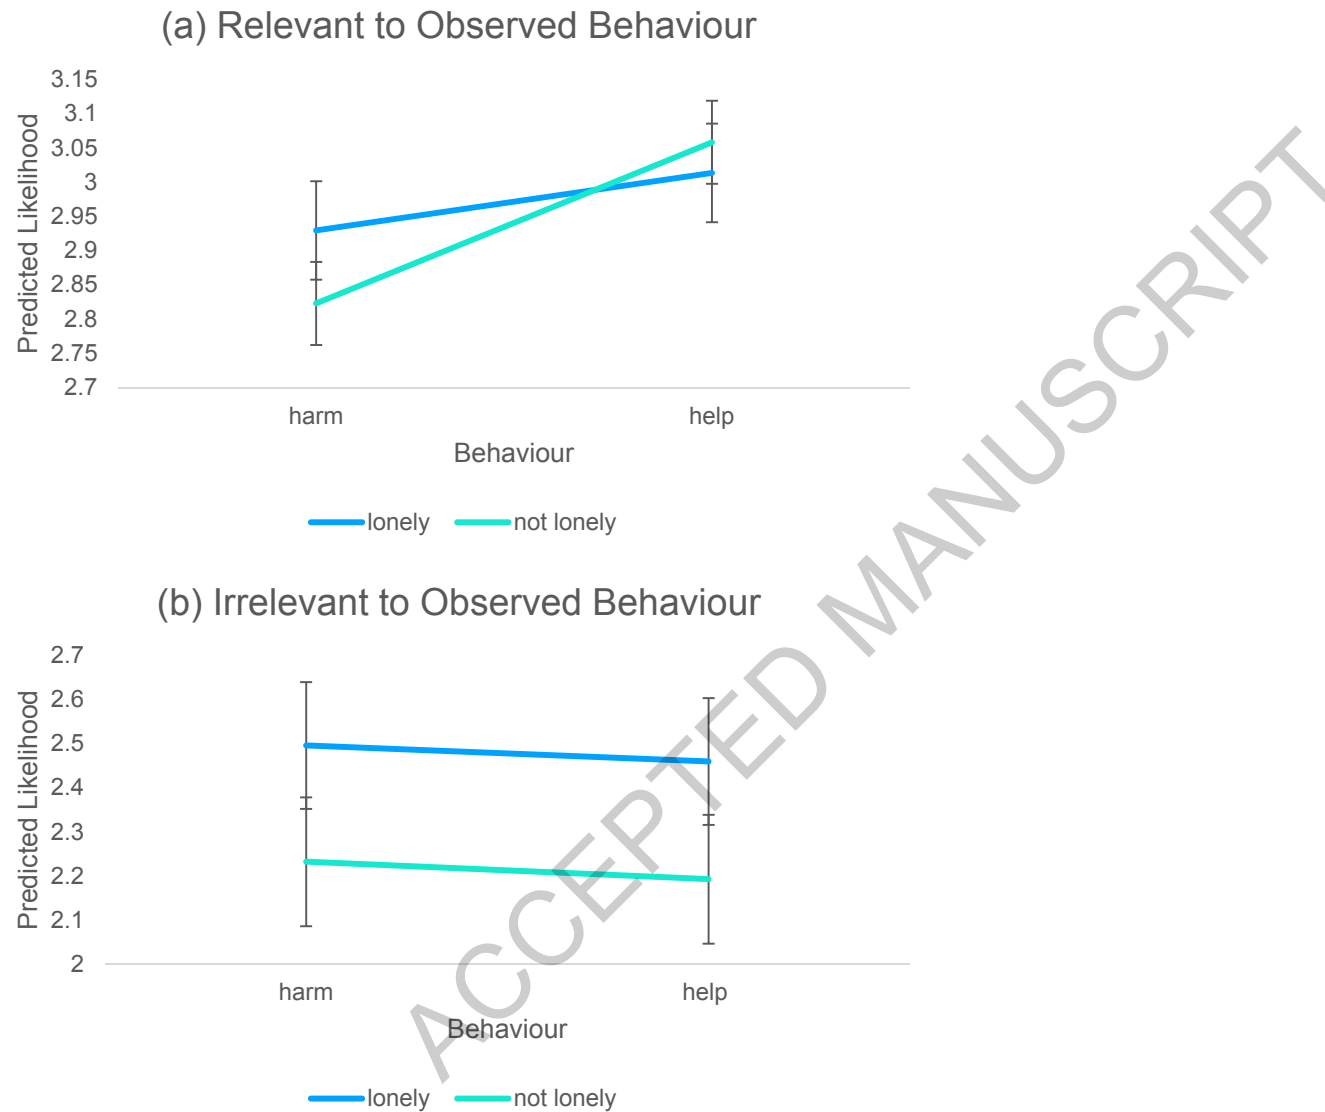 (a) Relevant to Observed Behaviour
3.15
3.1
3.05
3
2.95
2.9
2.85
2.8
2.75
2.7
Predicted Likelihood
harm help
Behaviour
lonely not lonely
(b) Irrelevant to Observed Behaviour
2.7
2.6
2.5
2.4
2.3
2.2
2.1
2
Predicted Likelihood
harm help
Behaviour
lonely not lonely
ACCEPTED MANUSCRIPT